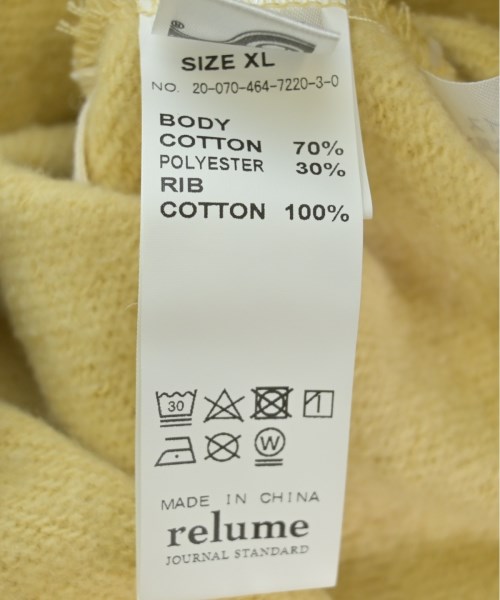 SIZE XL
NO. 20-070-464-7220-3-0
BODY
COTTON 70%
POLYESTER 30%
RIB
COTTON 100%
30
W
MADE IN CHINA
relume
JOURNAL STANDARD